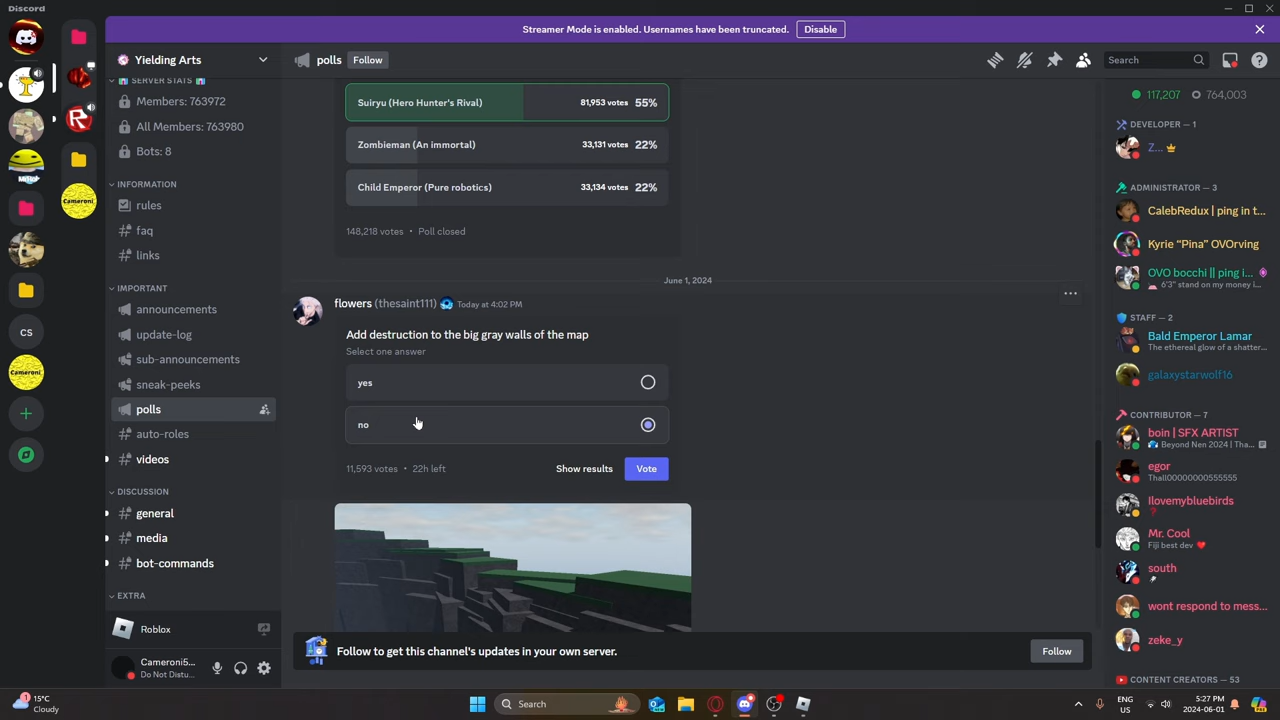 Discord
Streamer Mode is enabled. Usernames have been truncated.
Disable
Yielding Arts
polls
Follow
Search
SERVER STATS
Members: 763972
All Members: 763980
Bots: 8
INFORMATION
rules
faq
links
IMPORTANT
announcements
update-log
sub-announcements
sneak-peeks
polls
auto-roles
videos
DISCUSSION
general
media
bot-commands
EXTRA
Roblox
Cameroni5...
Do Not Distu...
Cameroni
CS
Cameroni
Suiryu (Hero Hunter's Rival)
81,953 votes 55%
Zombieman (An immortal)
33,131 votes 22%
Child Emperor (Pure robotics)
33,134 votes 22%
148,218 votes • Poll closed
June 1, 2024
flowers (thesaint111) Today at 4:02 PM
Add destruction to the big gray walls of the map
Select one answer
yes
no
11,593 votes • 22h left
Show results
Vote
Follow to get this channel's updates in your own server.
Follow
117,207 764,003
DEVELOPER — 1
Z...
ADMINISTRATOR — 3
CalebRedux | ping in t...
Kyrie “Pina” OVOrving
OVO bocchi || ping i...
6'3" stand on my money i...
STAFF — 2
Bald Emperor Lamar
The ethereal glow of a shatter...
galaxystarwolf16
CONTRIBUTOR — 7
boin | SFX ARTIST
Beyond Nen 2024 | Tha...
egor
Thall00000000555555
Ilovemybluebirds
Mr. Cool
Fiji best dev
south
wont respond to mess...
zeke_y
CONTENT CREATORS — 53
15°C
Cloudy
Search
ENG
US
5:27 PM
2024-06-01